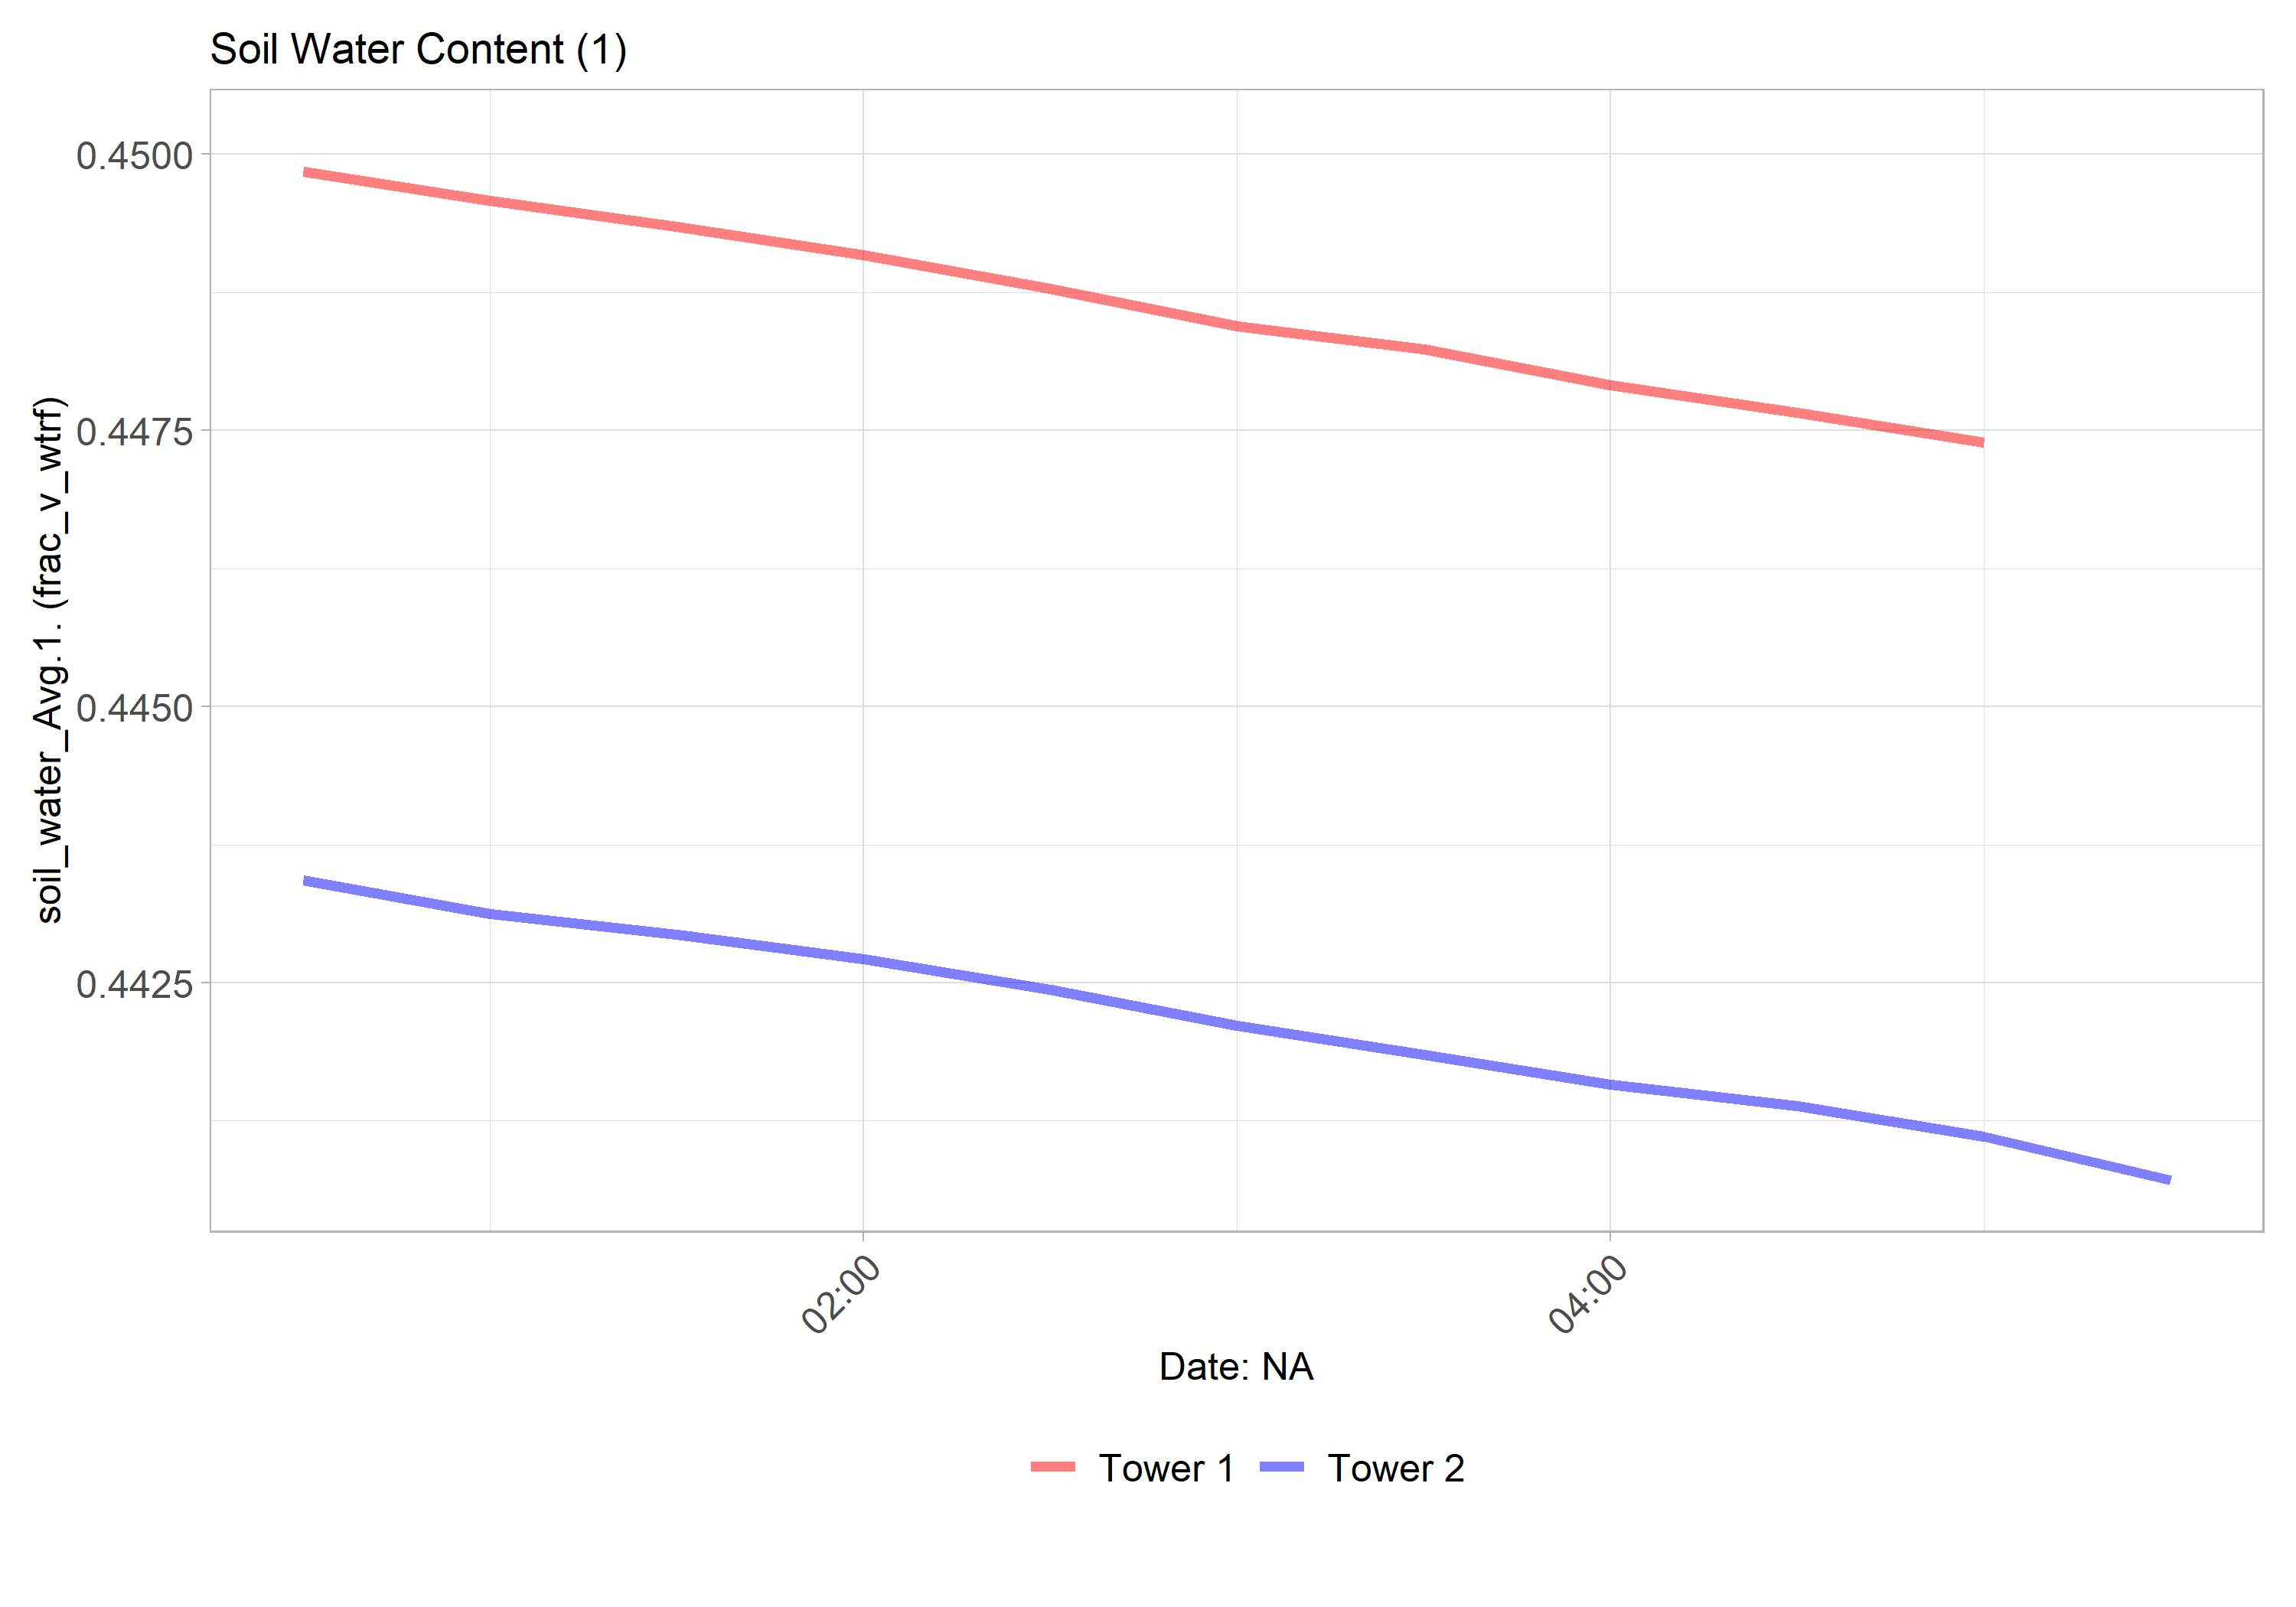 Soil Water Content (1)
soil_water_Avg.1. (frac_v_wtrf)
0.4500
0.4475
0.4450
0.4425
02:00
04:00
Date: NA
Tower 1
Tower 2